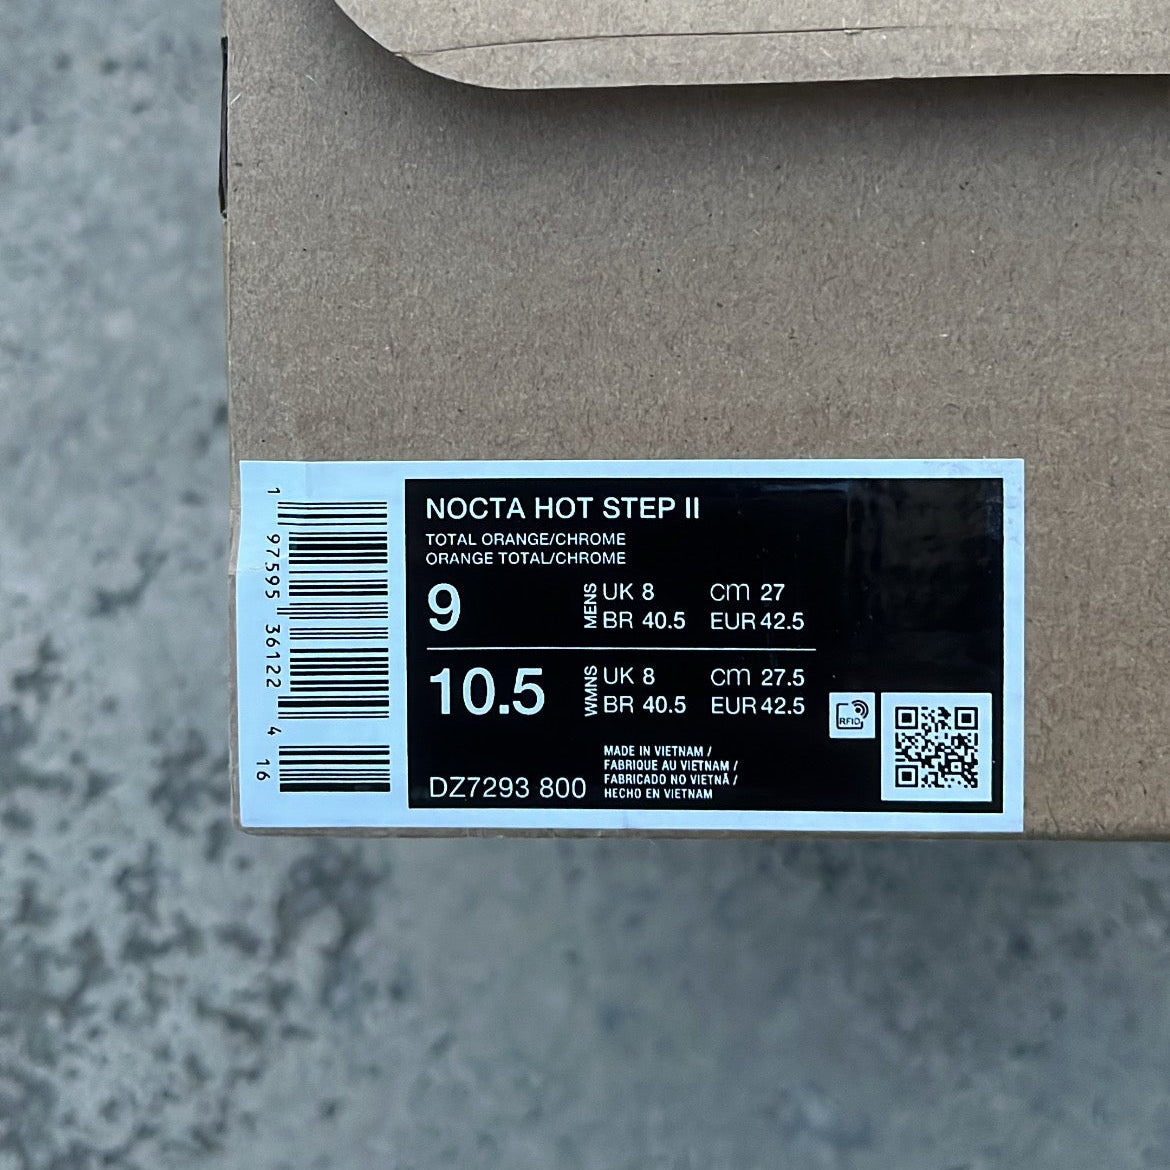 1 97595 36122 4
16
NOCTA HOT STEP II
TOTAL ORANGE/CHROME
ORANGE TOTAL/CHROME
9 MENS UK 8 CM 27
BR 40.5 EUR 42.5
10.5 WMNS UK 8 CM 27.5
BR 40.5 EUR 42.5
RFID
MADE IN VIETNAM /
FABRIQUE AU VIETNAM /
FABRICADO NO VIETNÃ /
HECHO EN VIETNAM
DZ7293 800